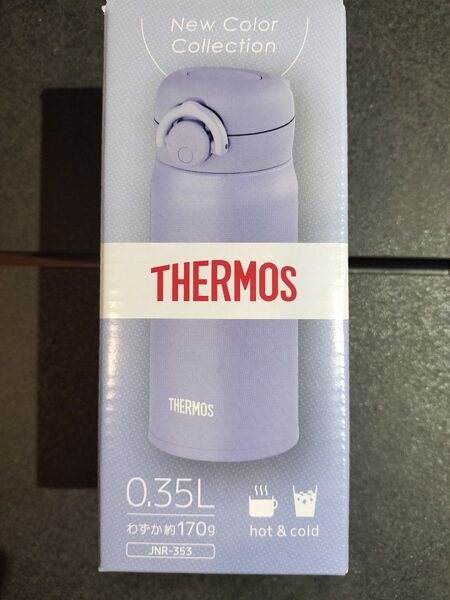 New Color
Collection
THERMOS
THERMOS
0.35L
わずか約170g
JNR-353
hot & cold